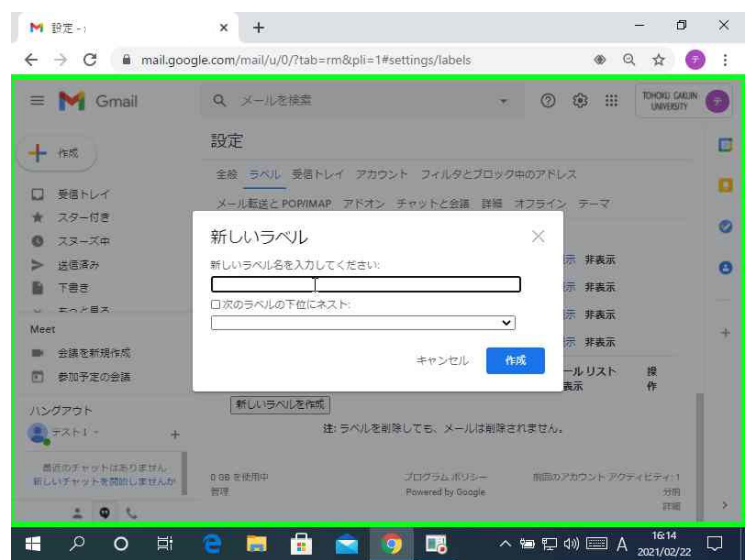 設定 -
mail.google.com/mail/u/0/?tab=rm&pli=1#settings/labels
テ
Gmail
メールを検索
TOHOKU GAKUIN
UNIVERSITY
テ
作成
設定
全般 ラベル 受信トレイ アカウント フィルタとブロック中のアドレス
メール転送と POP/IMAP アドオン チャットと会議 詳細 オフライン テーマ
受信トレイ
スター付き
スヌーズ中
送信済み
下書き
もっと見る
新しいラベル
新しいラベル名を入力してください:
次のラベルの下位にネスト:
キャンセル 作成
示 非表示
示 非表示
示 非表示
示 非表示
ール リスト 操
表示 作
Meet
会議を新規作成
参加予定の会議
ハングアウト
テスト1
最近のチャットはありません
新しいチャットを開始しませんか
新しいラベルを作成
注: ラベルを削除しても、メールは削除されません。
0 GB を使用中
管理
プログラム ポリシー
Powered by Google
前回のアカウント アクティビティ: 1
分前
詳細
A
16:14
2021/02/22